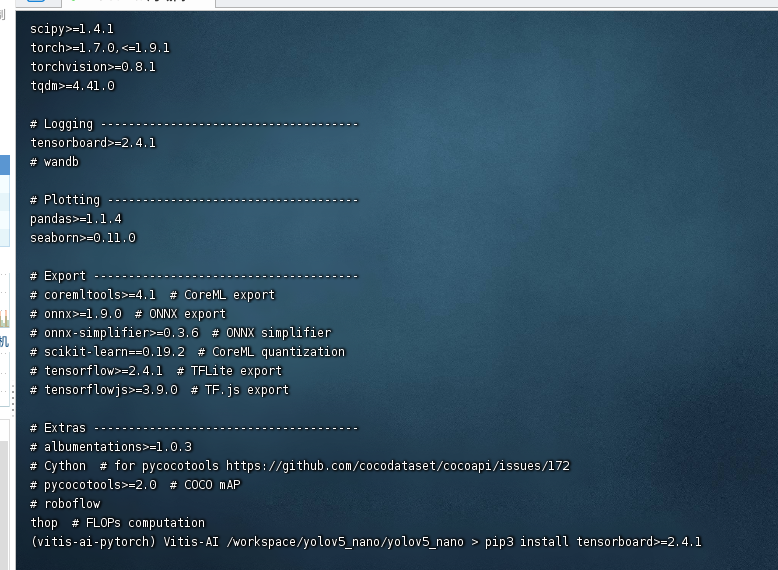 scipy>=1.4.1
torch>=1.7.0,<=1.9.1
torchvision>=0.8.1
tqdm>=4.41.0
# Logging -------------------------------------
tensorboard>=2.4.1
# wandb
# Plotting ------------------------------------
pandas>=1.1.4
seaborn>=0.11.0
# Export --------------------------------------
# coremltools>=4.1  # CoreML export
# onnx>=1.9.0  # ONNX export
# onnx-simplifier>=0.3.6  # ONNX simplifier
# scikit-learn==0.19.2  # CoreML quantization
# tensorflow>=2.4.1  # TFLite export
# tensorflowjs>=3.9.0  # TF.js export
# Extras --------------------------------------
# albumentations>=1.0.3
# Cython  # for pycocotools https://github.com/cocodataset/cocoapi/issues/172
# pycocotools>=2.0  # COCO mAP
# roboflow
thop  # FLOPs computation
(vitis-ai-pytorch) Vitis-AI /workspace/yolov5_nano/yolov5_nano > pip3 install tensorboard>=2.4.1
机